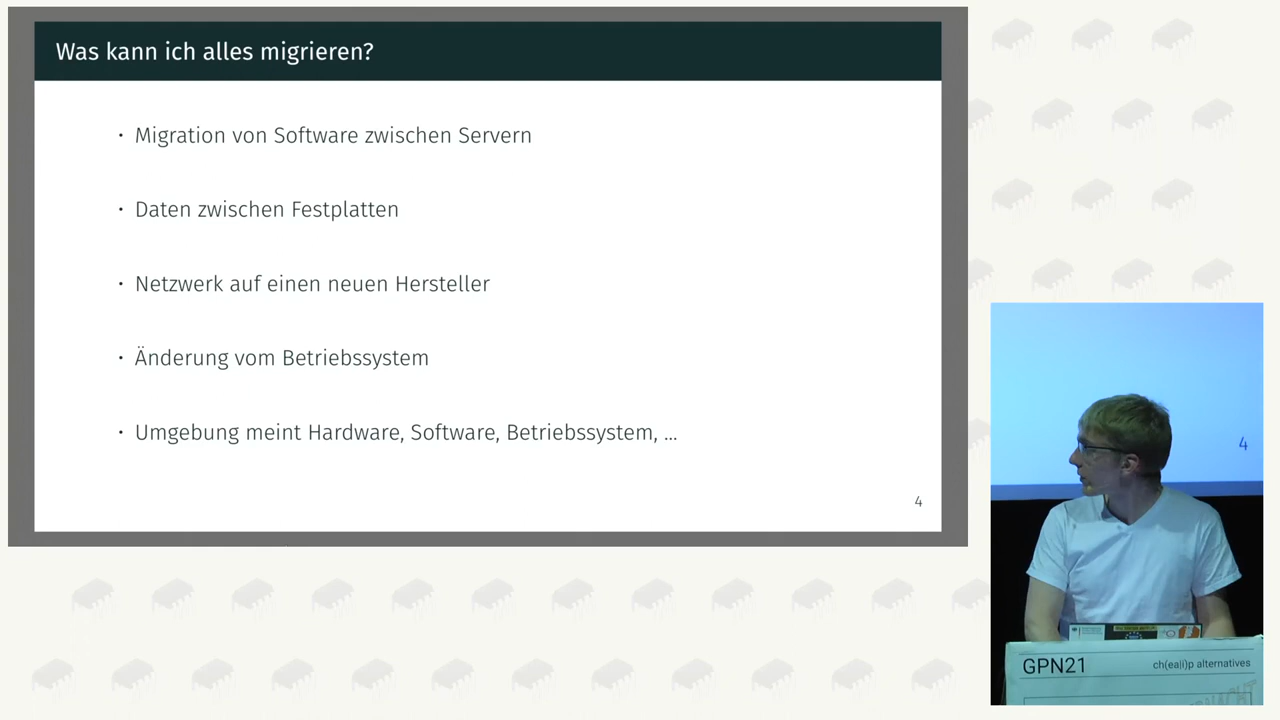 Was kann ich alles migrieren?
• Migration von Software zwischen Servern
• Daten zwischen Festplatten
• Netzwerk auf einen neuen Hersteller
• Änderung vom Betriebssystem
• Umgebung meint Hardware, Software, Betriebssystem, ...
4
4
GPN21
ch(ea|i)p alternatives